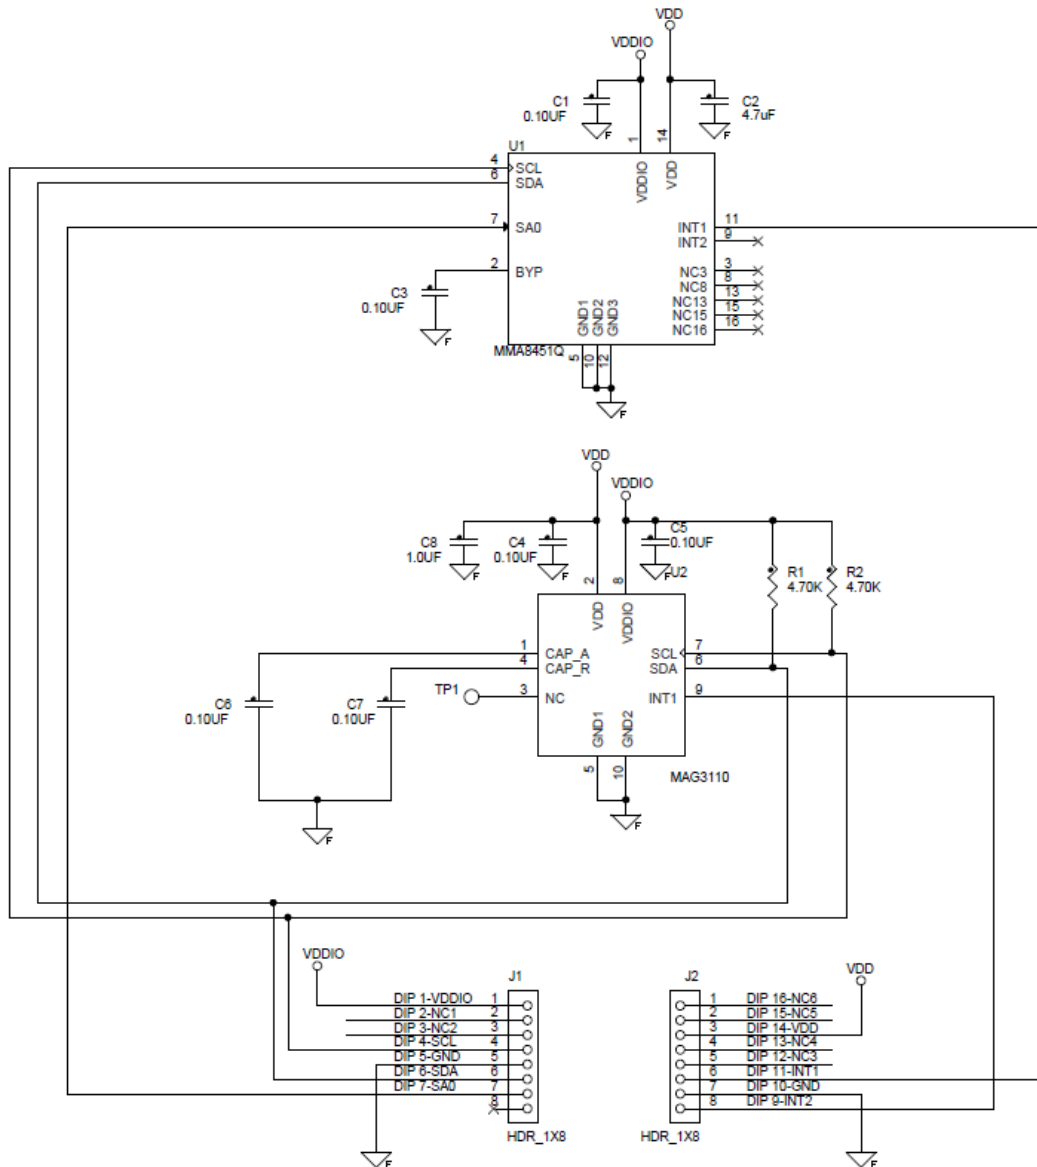 VDD
VDDIO
C1
0.10UF
C2
4.7uF
1
14
U1
4 SCL
6 SDA
VDDIO
VDD
7 SA0
INT1 11
INT2 9
2 BYP
NC3 3
NC8 8
NC13 13
NC15 15
NC16 16
C3
0.10UF
F
GND1
GND2
GND3
MMA8451Q
5
10
12
F
VDD
VDDIO
C8
1.0UF
C4
0.10UF
C5
0.10UF
F
F
F
U2
R1
4.70K
R2
4.70K
2
8
VDD
VDDIO
1 CAP_A
4 CAP_R
SCL 7
SDA 6
TP1
3 NC
INT1 9
C6
0.10UF
C7
0.10UF
GND1
GND2
5
10
MAG3110
F
F
VDDIO
J1
DIP 1-VDDIO 1
DIP 2-NC1 2
DIP 3-NC2 3
DIP 4-SCL 4
DIP 5-GND 5
DIP 6-SDA 6
DIP 7-SA0 7
8
HDR_1X8
F
J2
VDD
1 DIP 16-NC6
2 DIP 15-NC5
3 DIP 14-VDD
4 DIP 13-NC4
5 DIP 12-NC3
6 DIP 11-INT1
7 DIP 10-GND
8 DIP 9-INT2
HDR_1X8
F